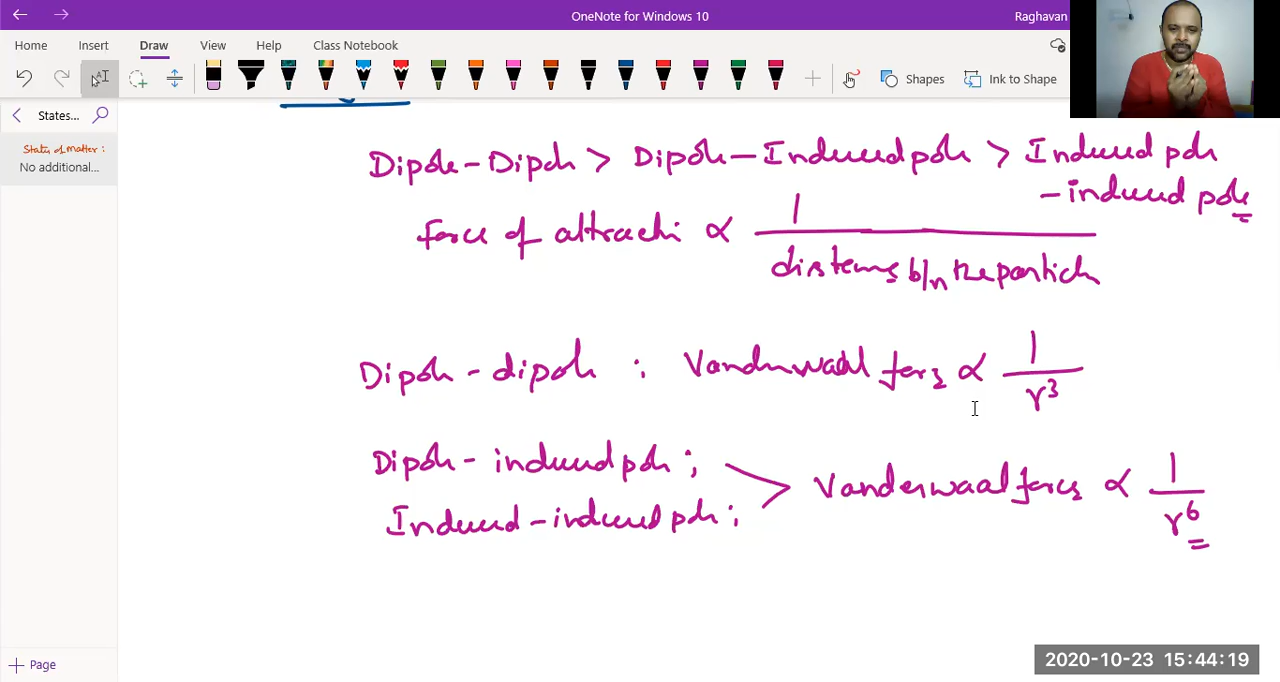 OneNote for Windows 10
Raghavan
Home Insert Draw View Help Class Notebook
Shapes Ink to Shape
States...
States of matter :
No additional...
Dipole-Dipole > Dipole-Induced pole > Induced pole
-induced pole
force of attracti ∝ 1
distance b/n the particle
Dipole - dipole : Vanderwaal force ∝ 1/r³
Dipole - induced pole ;
Vanderwaal forces ∝ 1/r⁶
Induced - induced pole ;
+ Page
2020-10-23 15:44:19